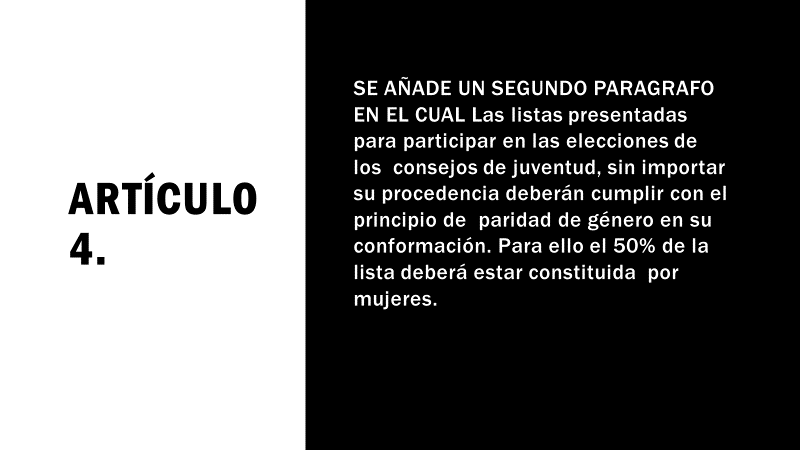 ARTÍCULO
4.
SE AÑADE UN SEGUNDO PARAGRAFO
EN EL CUAL Las listas presentadas
para participar en las elecciones de
los  consejos de juventud, sin importar
su procedencia deberán cumplir con el
principio de  paridad de género en su
conformación. Para ello el 50% de la
lista deberá estar constituida  por
mujeres.